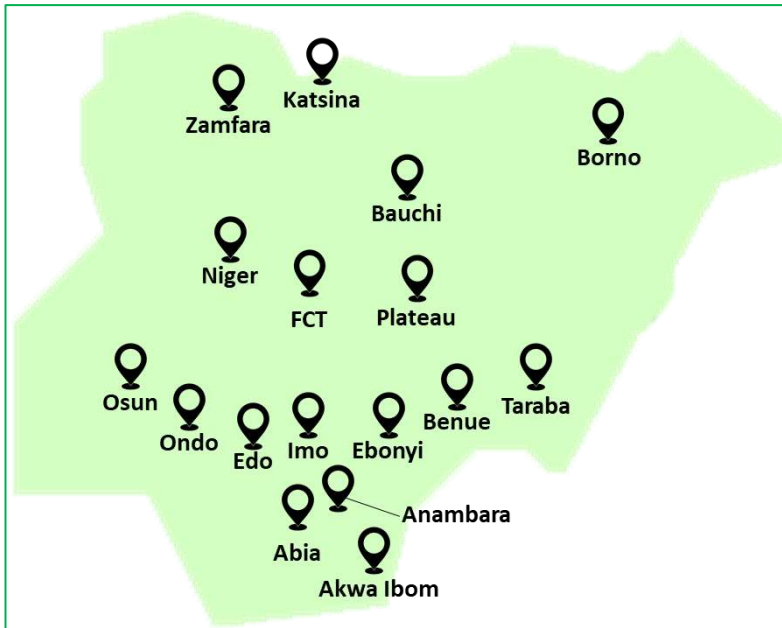 Katsina
Zamfara
Borno
Bauchi
Niger
FCT
Plateau
Osun
Ondo
Edo
Imo
Ebonyi
Benue
Taraba
Anambara
Abia
Akwa Ibom